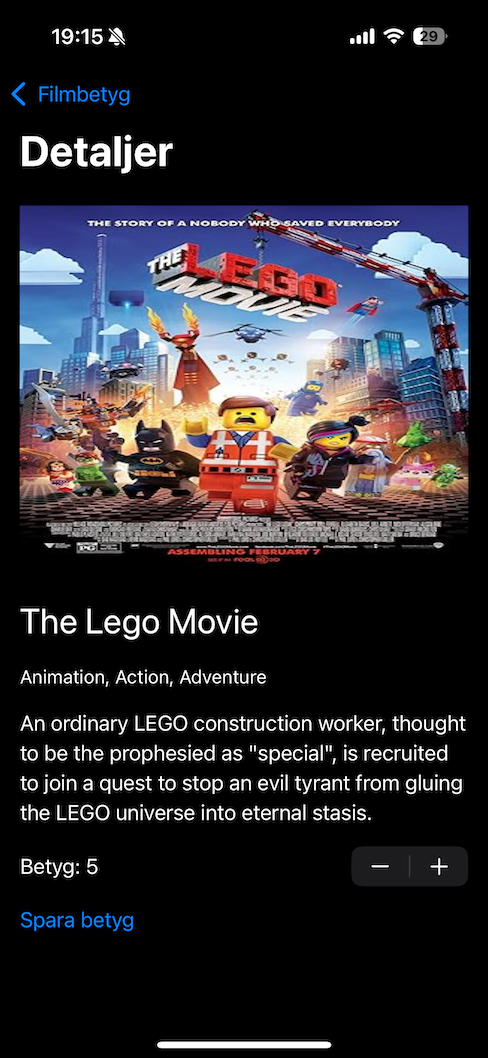 19:15
29
Filmbetyg
Detaljer
THE STORY OF A NOBODY WHO SAVED EVERYBODY
THE
LEGO
MOVIE
PG
ASSEMBLING FEBRUARY 7
The Lego Movie
Animation, Action, Adventure
An ordinary LEGO construction worker, thought
to be the prophesied as "special", is recruited
to join a quest to stop an evil tyrant from gluing
the LEGO universe into eternal stasis.
Betyg: 5
Spara betyg